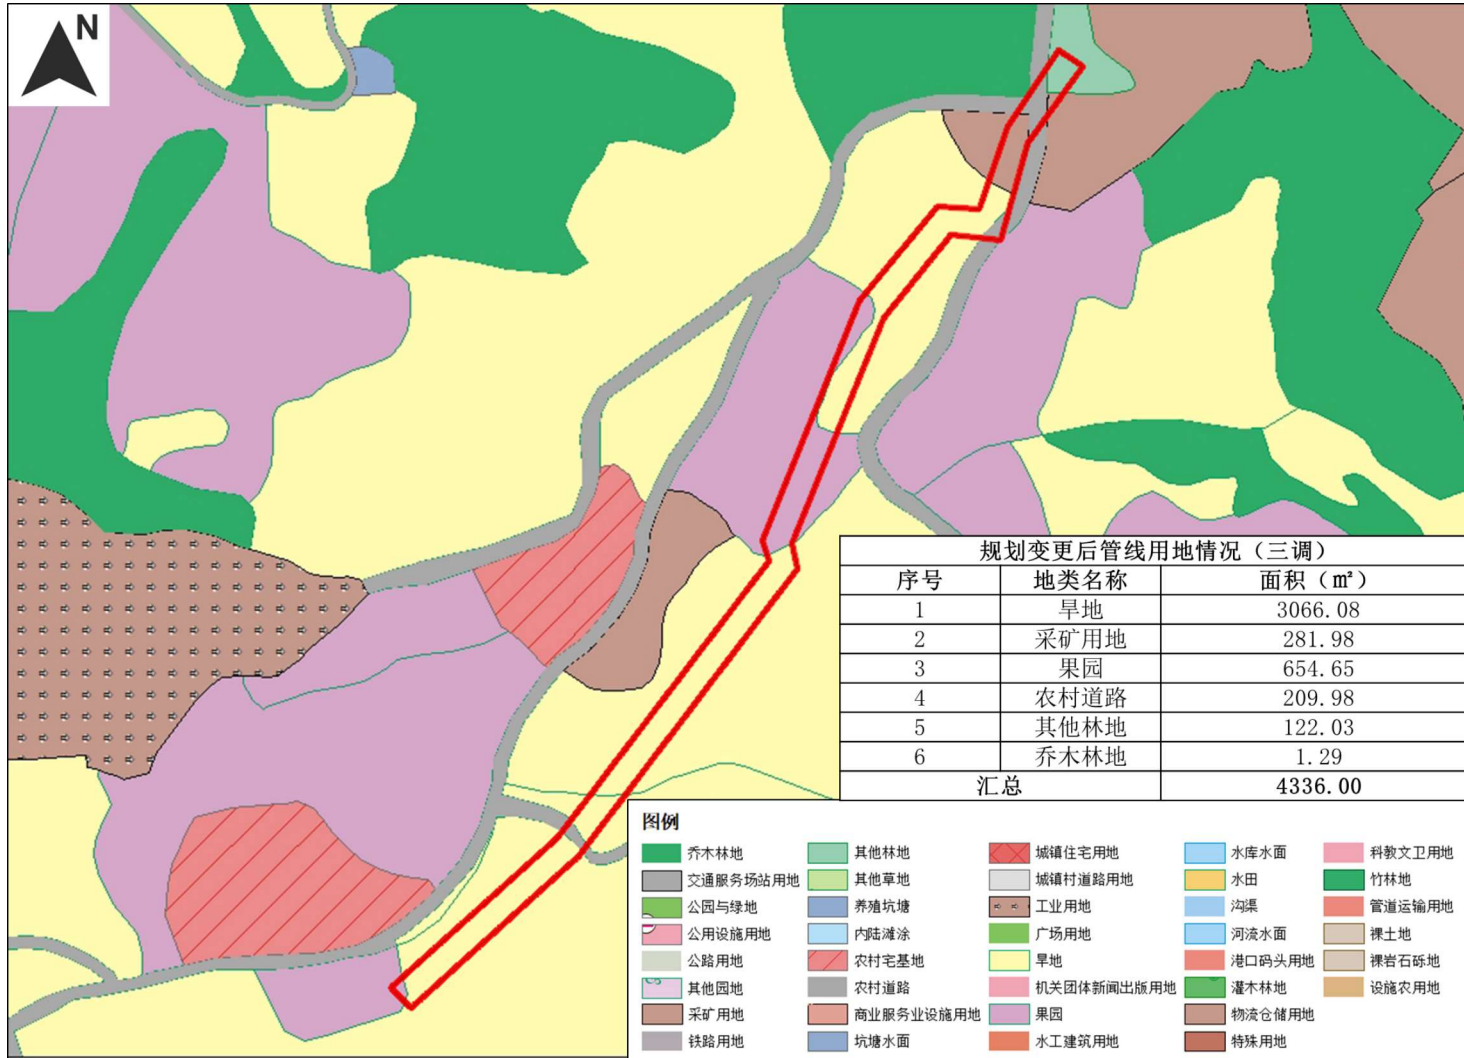 N
规划变更后管线用地情况（三调）
序号 地类名称 面积（㎡）
1 旱地 3066.08
2 采矿用地 281.98
3 果园 654.65
4 农村道路 209.98
5 其他林地 122.03
6 乔木林地 1.29
汇总 4336.00
图例
乔木林地 其他林地 城镇住宅用地 水库水面 科教文卫用地
交通服务场站用地 其他草地 城镇村道路用地 水田 竹林地
公园与绿地 养殖坑塘 工业用地 沟渠 管道运输用地
公用设施用地 内陆滩涂 广场用地 河流水面 裸土地
公路用地 农村宅基地 旱地 港口码头用地 裸岩石砾地
其他园地 农村道路 机关团体新闻出版用地 灌木林地 设施农用地
采矿用地 商业服务业设施用地 果园 物流仓储用地
铁路用地 坑塘水面 水工建筑用地 特殊用地